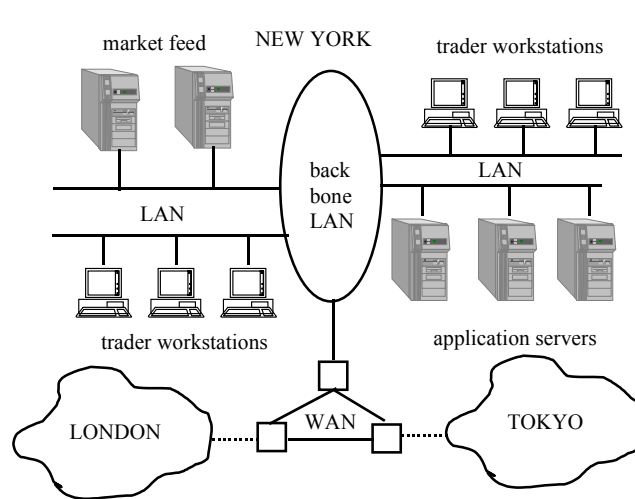 market feed
NEW YORK
trader workstations
back
bone
LAN
LAN
LAN
trader workstations
application servers
LONDON
WAN
TOKYO